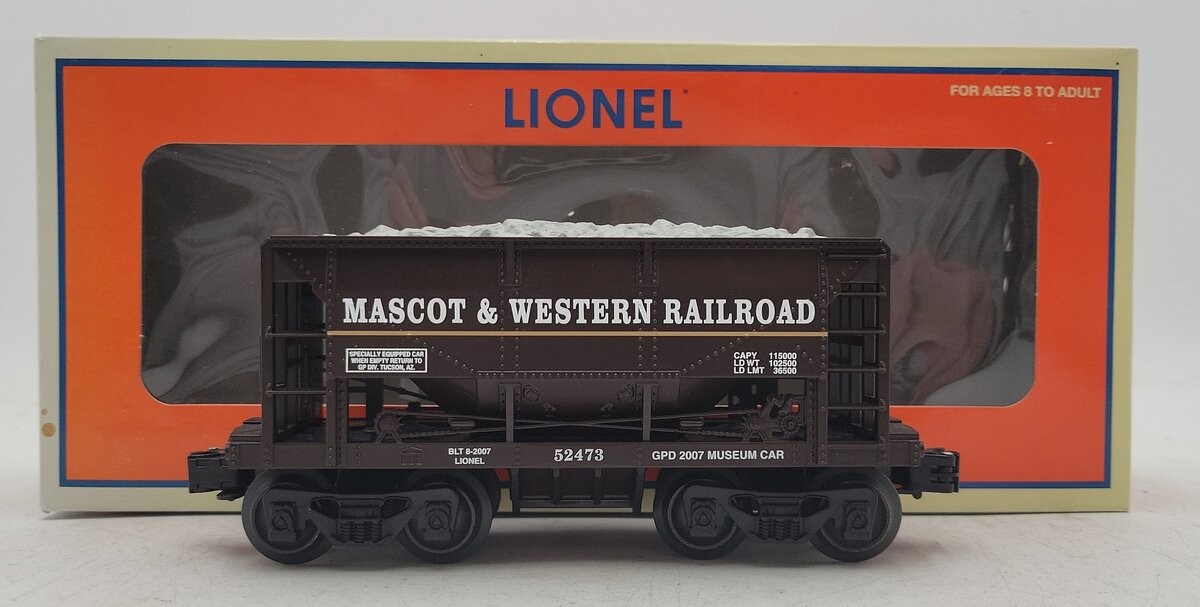 LIONEL
FOR AGES 8 TO ADULT
MASCOT & WESTERN RAILROAD
SPECIALLY EQUIPPED CAR
WHEN EMPTY RETURN TO
GP DIV. TUCSON, AZ.
CAPY 115000
LD WT 102500
LD LMT 36500
BLT 8-2007
LIONEL
52473
GPD 2007 MUSEUM CAR